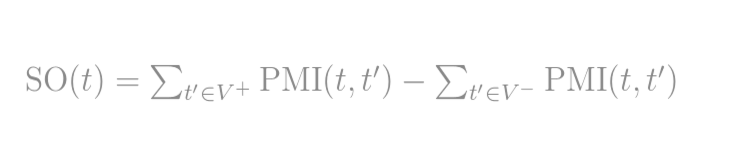 SO(t) = ∑_{t′∈V⁺} PMI(t, t′) − ∑_{t′∈V⁻} PMI(t, t′)